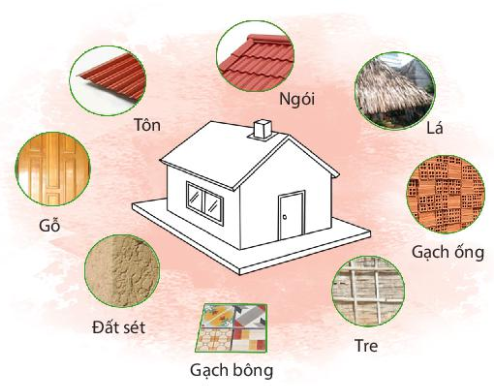 Ngói
Tôn
Lá
Gỗ
Gạch ống
Đất sét
Tre
Gạch bông